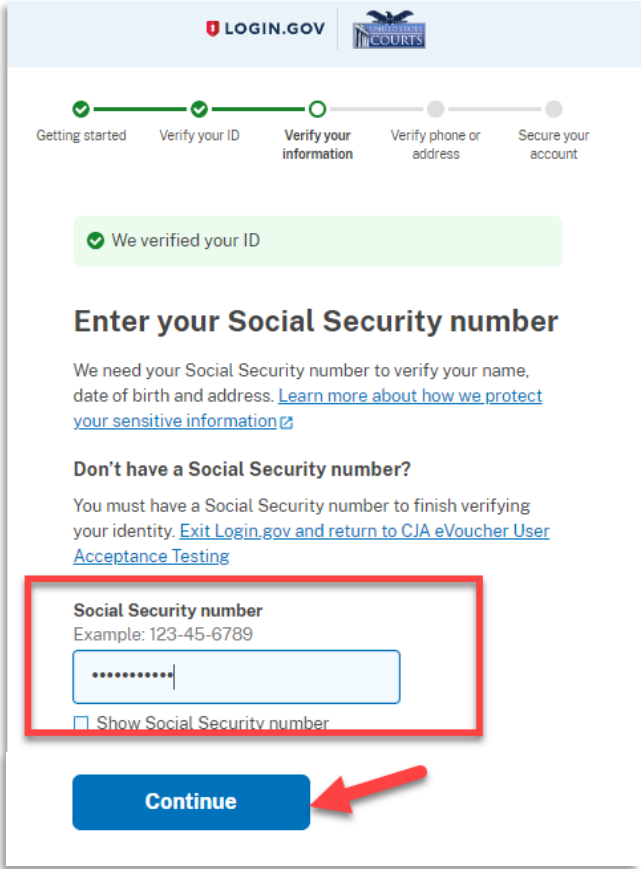 LOGIN.GOV
UNITED STATES
COURTS
Getting started
Verify your ID
Verify your
information
Verify phone or
address
Secure your
account
We verified your ID
Enter your Social Security number
We need your Social Security number to verify your name,
date of birth and address. Learn more about how we protect
your sensitive information
Don’t have a Social Security number?
You must have a Social Security number to finish verifying
your identity. Exit Login.gov and return to CJA eVoucher User
Acceptance Testing
Social Security number
Example: 123-45-6789
•••••••••••
Show Social Security number
Continue